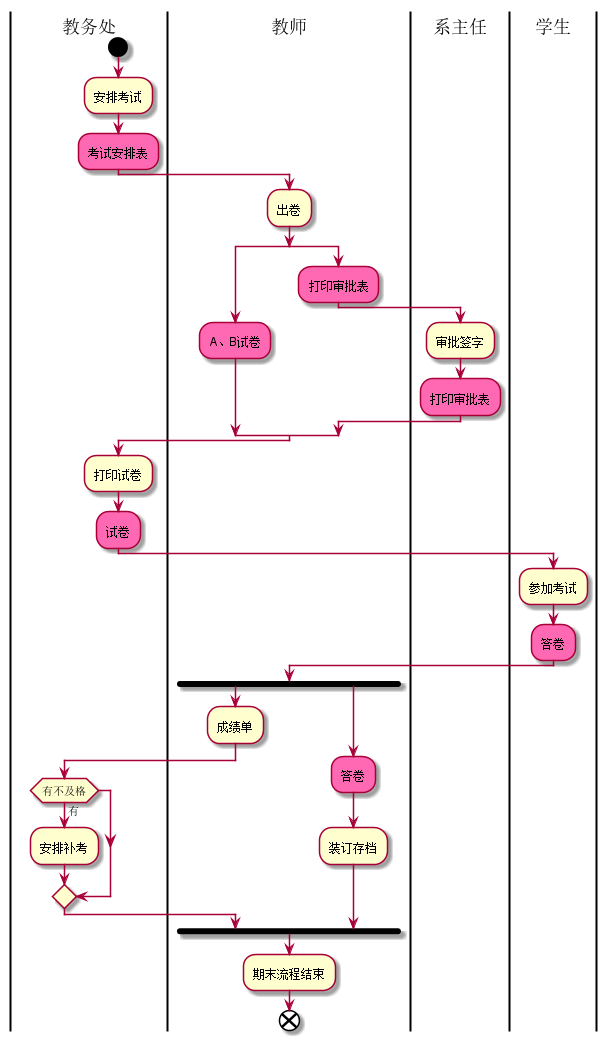 教务处
教师
系主任
学生
安排考试
考试安排表
出卷
打印审批表
A、B试卷
审批签字
打印审批表
打印试卷
试卷
参加考试
答卷
成绩单
答卷
有不及格
有
安排补考
装订存档
期末流程结束